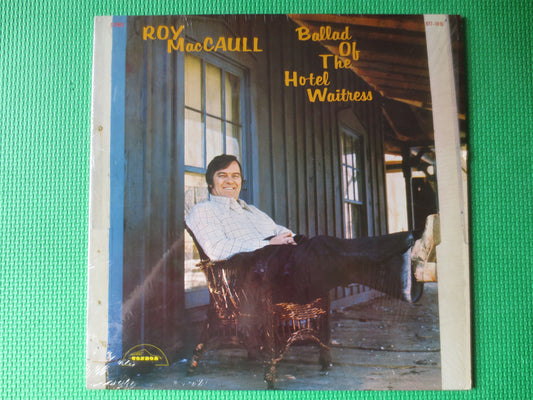 ROY
MacCAULL
Ballad
Of
The
Hotel
Waitress
CONDOR